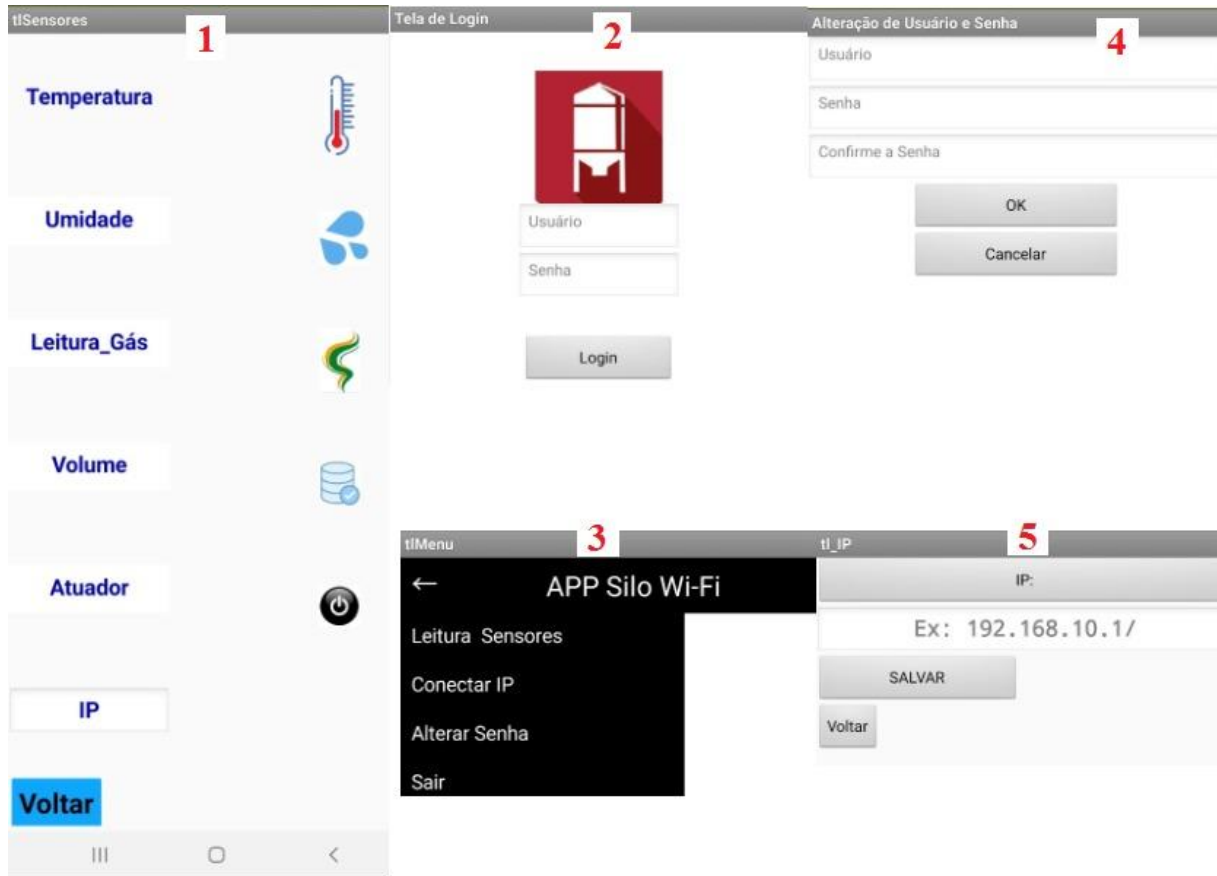 tlSensores
1
Temperatura
Umidade
Leitura_Gás
Volume
Atuador
IP
Voltar
Tela de Login
2
Usuário
Senha
Login
tlMenu
3
← APP Silo Wi-Fi
Leitura Sensores
Conectar IP
Alterar Senha
Sair
Alteração de Usuário e Senha
4
Usuário
Senha
Confirme a Senha
OK
Cancelar
tl_IP
5
IP:
Ex: 192.168.10.1/
SALVAR
Voltar